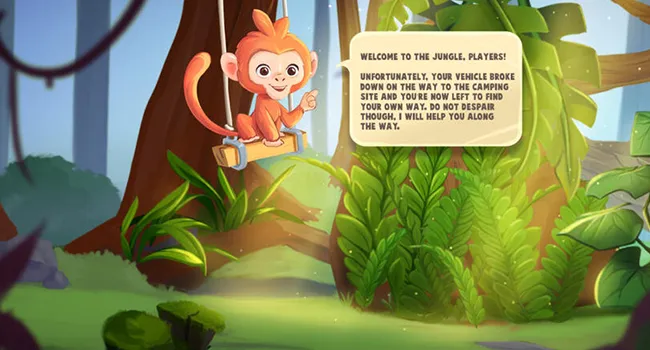 WELCOME TO THE JUNGLE, PLAYERS!
UNFORTUNATELY, YOUR VEHICLE BROKE
DOWN ON THE WAY TO THE CAMPING
SITE AND YOU'RE NOW LEFT TO FIND
YOUR OWN WAY. DO NOT DESPAIR
THOUGH, I WILL HELP YOU ALONG
THE WAY.